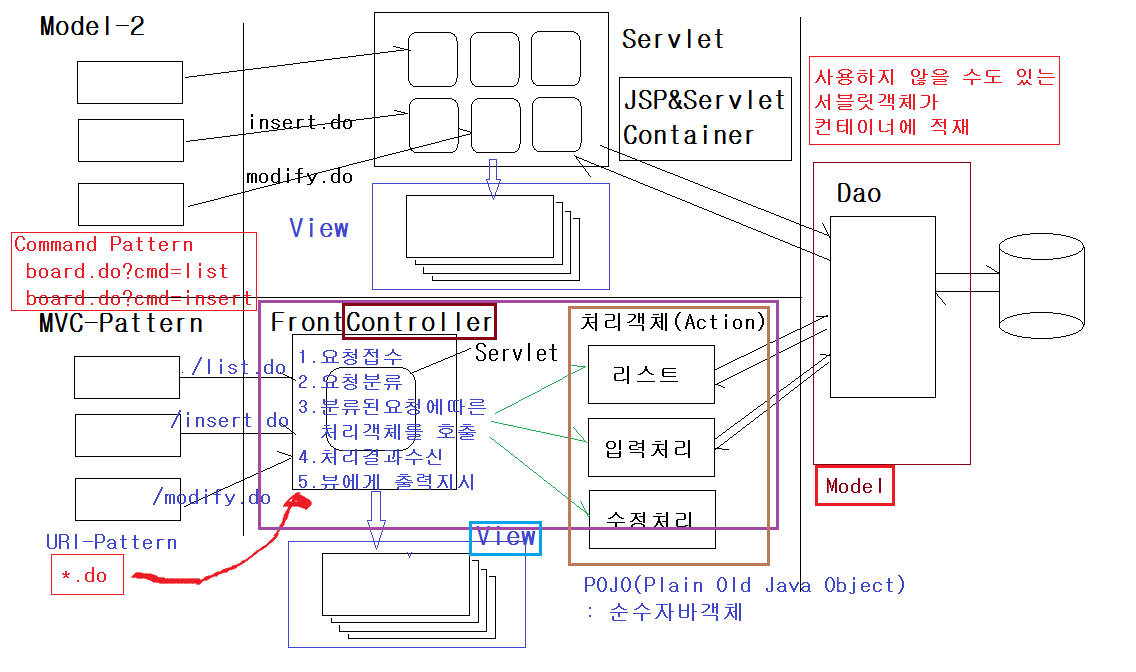 Model-2
Servlet
JSP&Servlet
Container
사용하지 않을 수도 있는
서블릿객체가
컨테이너에 적재
insert.do
modify.do
View
Dao
Command Pattern
board.do?cmd=list
board.do?cmd=insert
MVC-Pattern
FrontController
Servlet
처리객체(Action)
/list.do
/insert do
/modify.do
1.요청접수
2.요청분류
3.분류된요청에따른
처리객체를 호출
4.처리결과수신
5.뷰에게 출력지시
리스트
입력처리
수정처리
Model
View
URI-Pattern
*.do
POJO(Plain Old Java Object)
: 순수자바객체